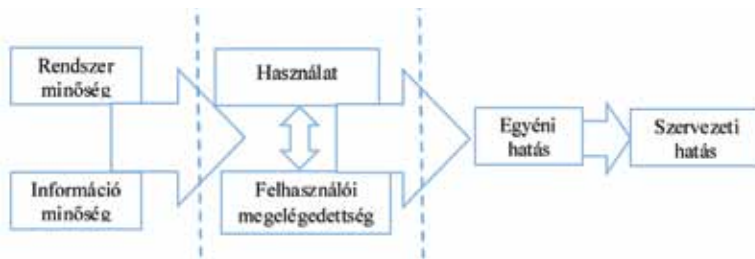 Rendszer
minőség
Információ
minőség
Használat
Felhasználói
megelégedettség
Egyéni
hatás
Szervezeti
hatás